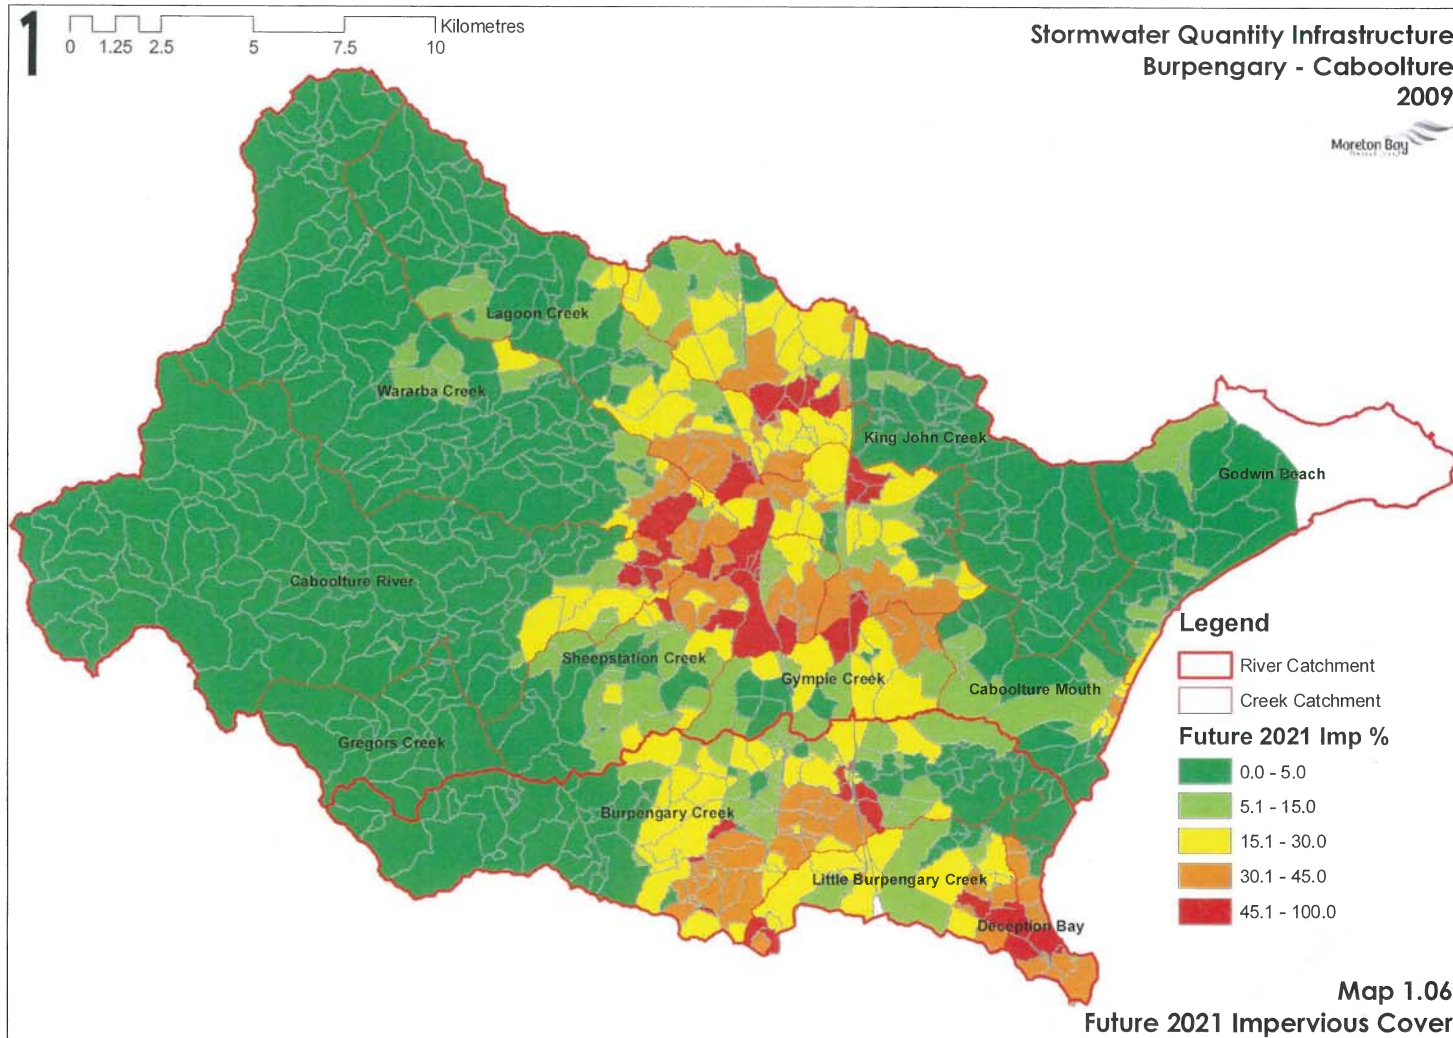 1
Kilometres
0 1.25 2.5 5 7.5 10
Stormwater Quantity Infrastructure
Burpengary - Caboolture
2009
Moreton Bay
Lagoon Creek
Wararba Creek
King John Creek
Godwin Beach
Caboolture River
Sheepstation Creek
Gympie Creek
Caboolture Mouth
Gregors Creek
Burpengary Creek
Little Burpengary Creek
Deception Bay
Legend
River Catchment
Creek Catchment
Future 2021 Imp %
0.0 - 5.0
5.1 - 15.0
15.1 - 30.0
30.1 - 45.0
45.1 - 100.0
Map 1.06
Future 2021 Impervious Cover